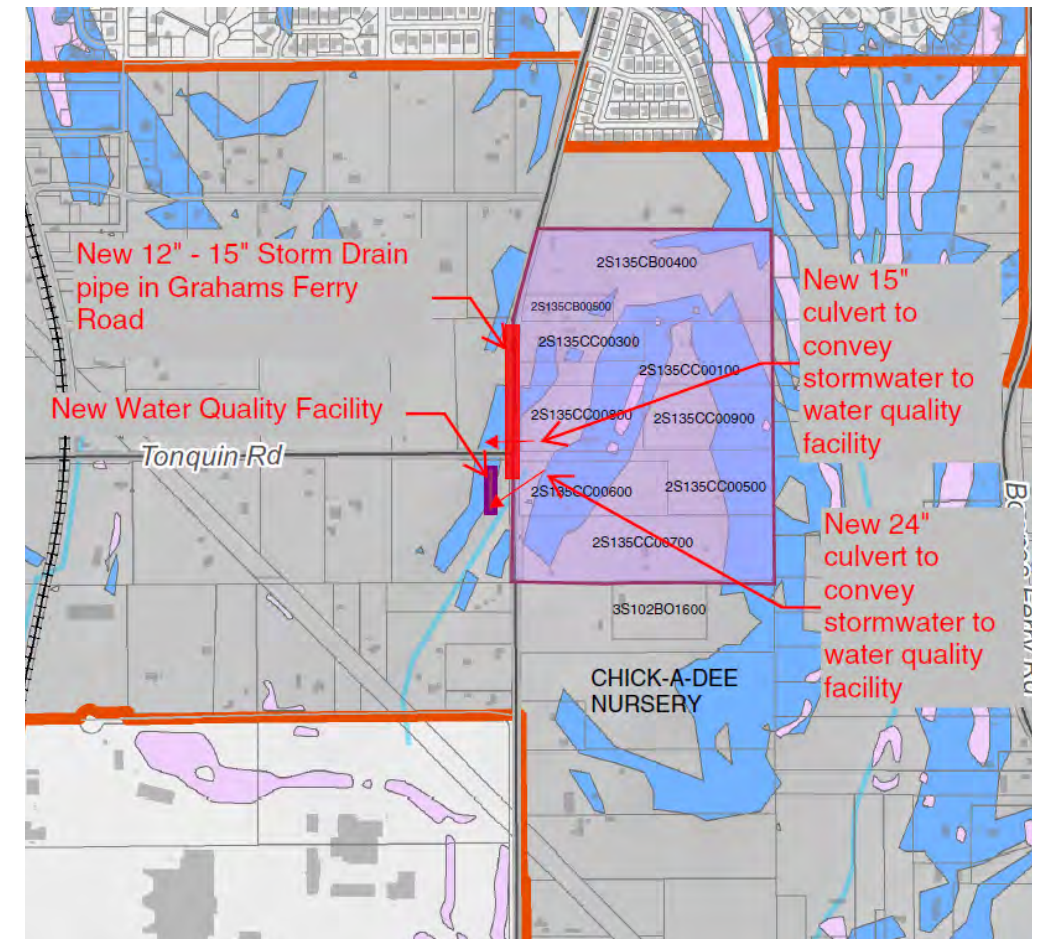 2S135CB00400
New 12" - 15" Storm Drain
pipe in Grahams Ferry
Road
New 15"
culvert to
convey
stormwater to
water quality
facility
2S135CB00500
2S135CC00300
2S135CC00100
New Water Quality Facility
2S135CC00800
2S135CC00900
Tonquin Rd
2S135CC00600
2S135CC00500
New 24"
culvert to
convey
stormwater to
water quality
facility
2S135CC00700
3S102BO1600
CHICK-A-DEE
NURSERY
Rd